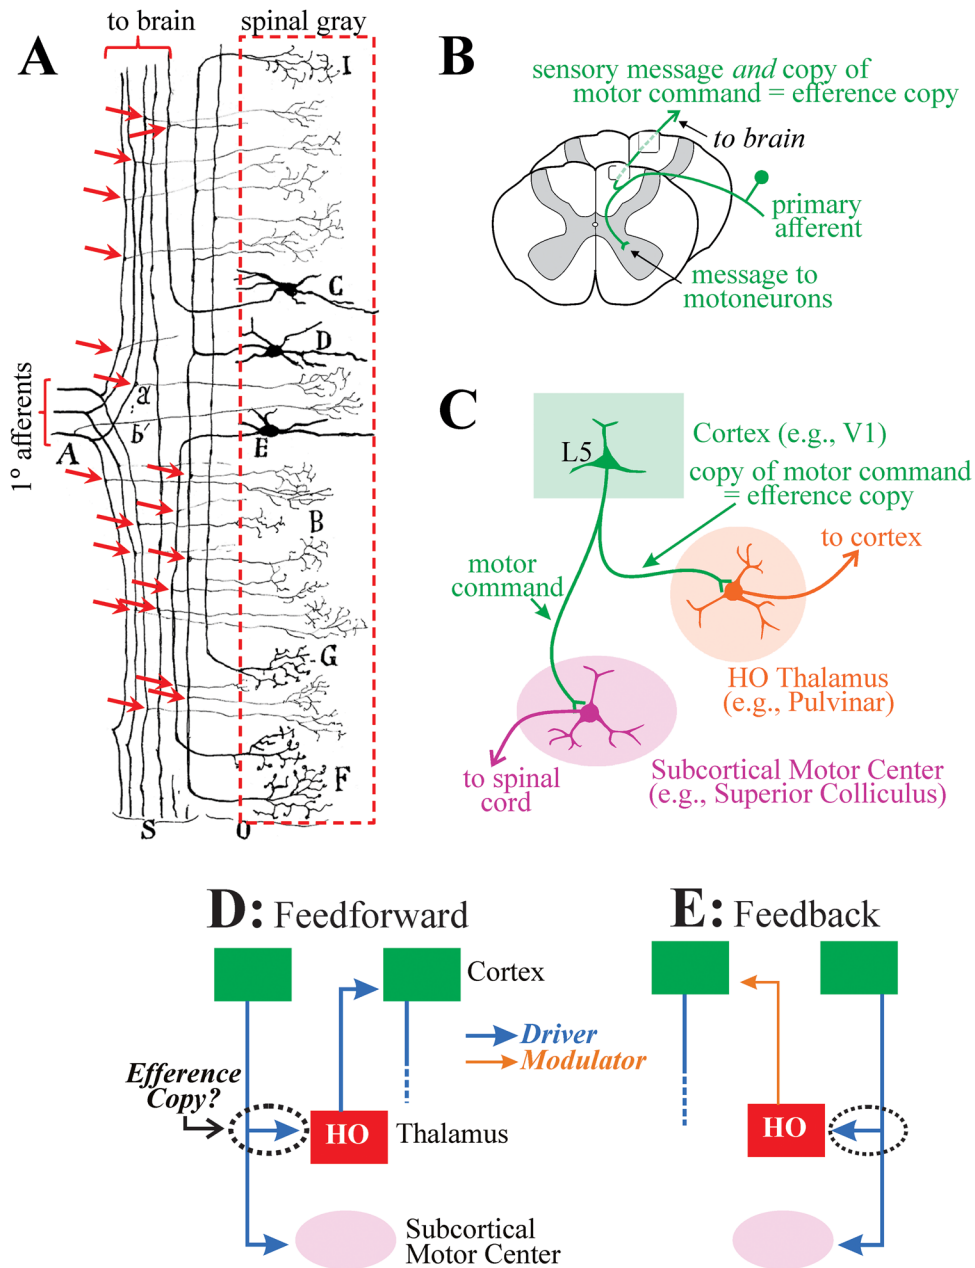 A
to brain
spinal gray
I
C
D
a
b'
1° afferents
A
E
B
G
F
S
O
B
sensory message and copy of
motor command = efference copy
to brain
primary
afferent
message to
motoneurons
C
L5
Cortex (e.g., V1)
copy of motor command
= efference copy
motor
command
to cortex
HO Thalamus
(e.g., Pulvinar)
to spinal
cord
Subcortical Motor Center
(e.g., Superior Colliculus)
D: Feedforward
Cortex
Driver
Modulator
Efference
Copy?
HO
Thalamus
Subcortical
Motor Center
E: Feedback
HO